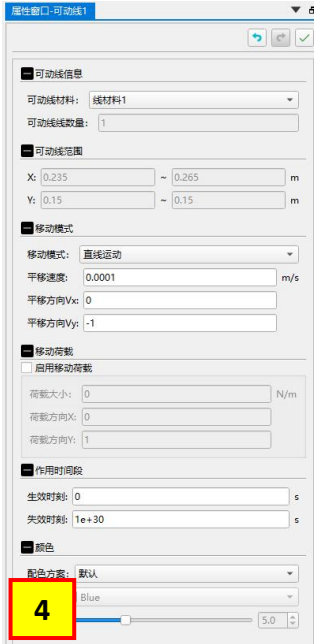 属性窗口-可动线1
可动线信息
可动线材料: 线材料1
可动线线数量: 1
可动线范围
X: 0.235 ~ 0.265 m
Y: 0.15 ~ 0.15 m
移动模式
移动模式: 直线运动
平移速度: 0.0001 m/s
平移方向Vx: 0
平移方向Vy: -1
移动荷载
启用移动荷载
荷载大小: 0 N/m
荷载方向X: 0
荷载方向Y: 1
作用时间段
生效时刻: 0 s
失效时刻: 1e+30 s
颜色
配色方案: 默认
Blue
4
5.0